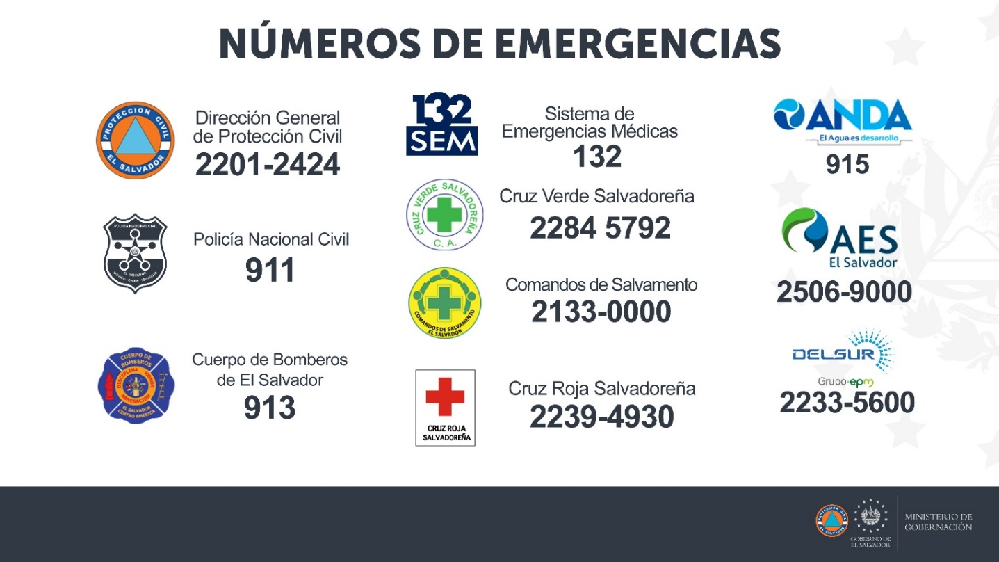 NÚMEROS DE EMERGENCIAS
PROTECCION CIVIL
EL SALVADOR
Dirección General
de Protección Civil
2201-2424
POLICIA NACIONAL CIVIL
EL SALVADOR
Policía Nacional Civil
911
CUERPO DE
BOMBEROS
DISCIPLINA HONOR
ABNEGACION
EL SALVADOR
CENTRO AMERICA
Cuerpo de Bomberos
de El Salvador
913
132
SEM
Sistema de
Emergencias Médicas
132
CRUZ VERDE SALVADOREÑA
C. A.
Cruz Verde Salvadoreña
2284 5792
COMANDOS DE SALVAMENTO
EL SALVADOR
Comandos de Salvamento
2133-0000
CRUZ ROJA
SALVADOREÑA
Cruz Roja Salvadoreña
2239-4930
ANDA
El Agua es desarrollo
915
AES
El Salvador
2506-9000
DELSUR
Grupo epm
2233-5600
PROTECCION CIVIL
EL SALVADOR
GOBIERNO DE
EL SALVADOR
MINISTERIO DE
GOBERNACIÓN